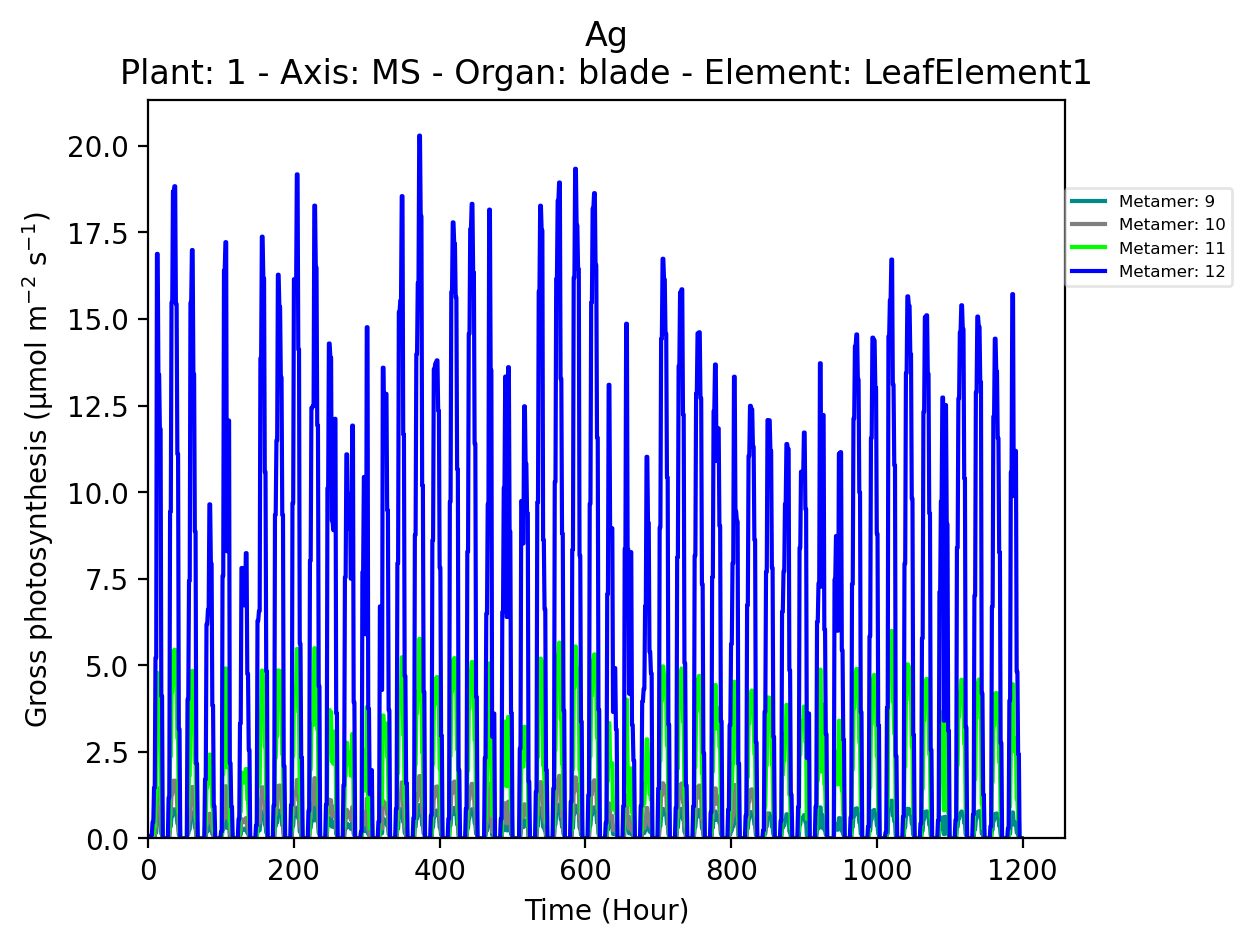 Ag
Plant: 1 - Axis: MS - Organ: blade - Element: LeafElement1
20.0
17.5
15.0
12.5
10.0
7.5
5.0
2.5
0.0
Gross photosynthesis (μmol m⁻² s⁻¹)
Metamer: 9
Metamer: 10
Metamer: 11
Metamer: 12
0 200 400 600 800 1000 1200
Time (Hour)